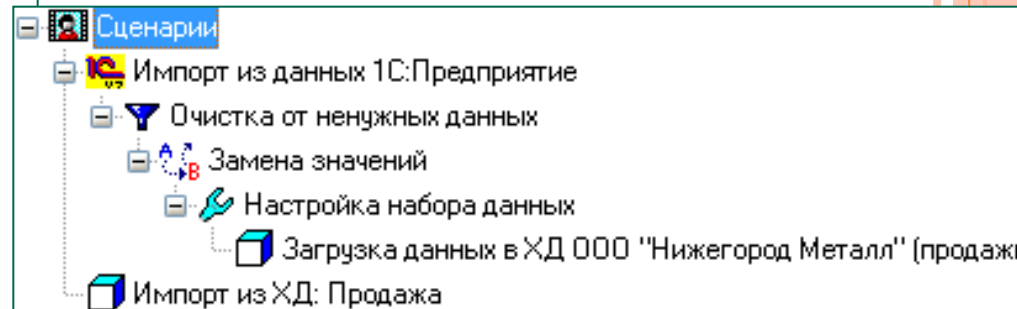 Сценарии
Импорт из данных 1С:Предприятие
Очистка от ненужных данных
Замена значений
Настройка набора данных
Загрузка данных в ХД ООО "Нижегород Металл" (продаж
Импорт из ХД: Продажа